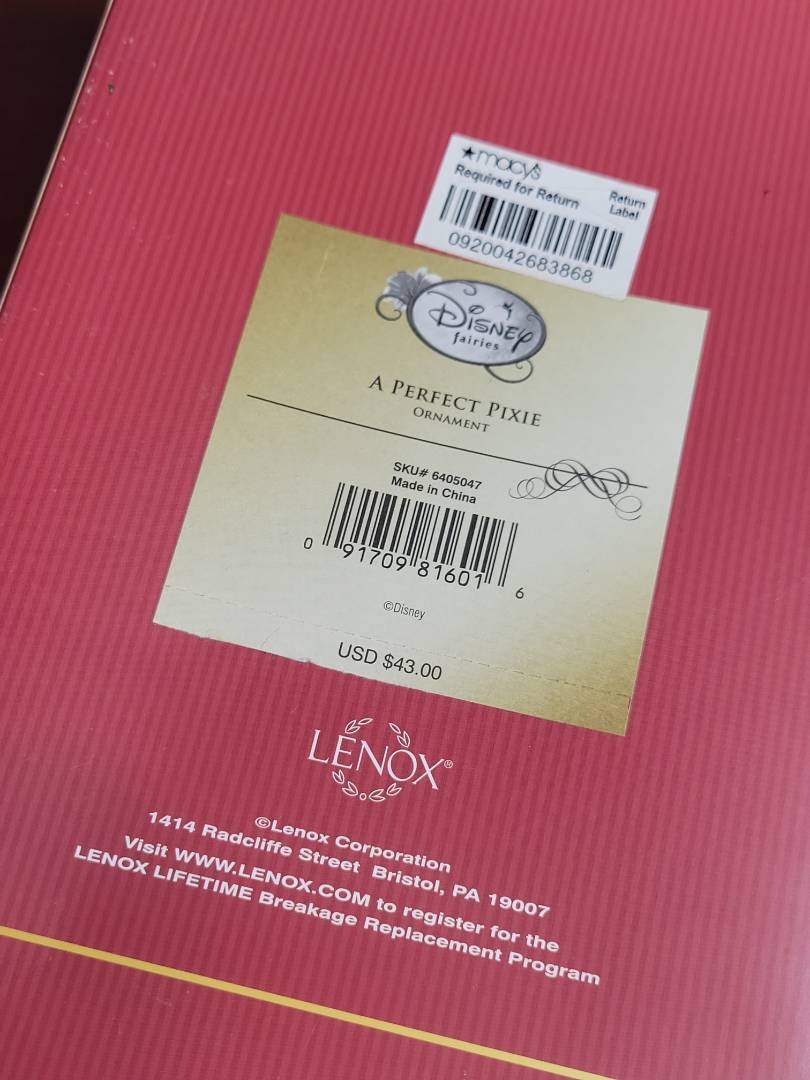 ★macy's
Required for Return
Return
Label
0920042683868
Disney
fairies
A PERFECT PIXIE
ORNAMENT
SKU# 6405047
Made in China
0 91709 81601 6
©Disney
USD $43.00
LENOX®
©Lenox Corporation
1414 Radcliffe Street Bristol, PA 19007
Visit WWW.LENOX.COM to register for the
LENOX LIFETIME Breakage Replacement Program